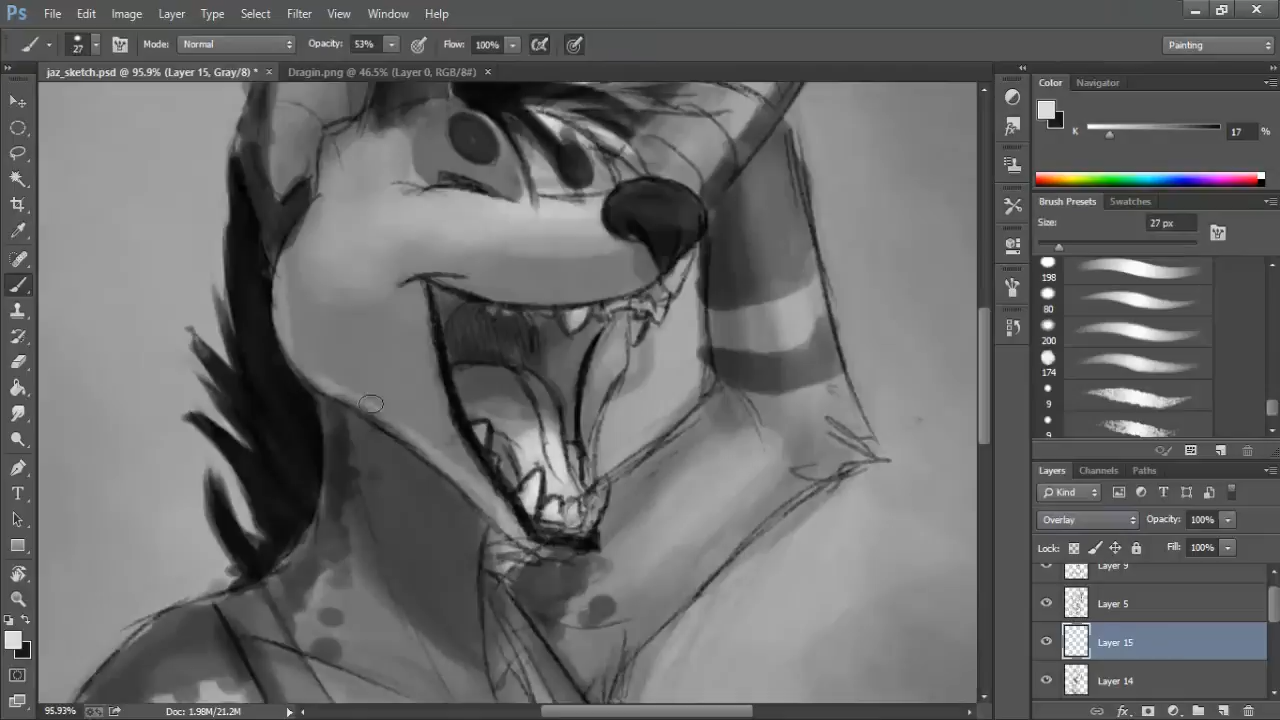 Ps File Edit Image Layer Type Select Filter View Window Help
27 Mode: Normal Opacity: 53% Flow: 100% Painting
jaz_sketch.psd @ 95.9% (Layer 15, Gray/8) * × Dragin.png @ 46.5% (Layer 0, RGB/8#) ×
Color Navigator
K 17 %
Brush Presets Swatches
Size: 27 px
198
80
200
174
9
9
Layers Channels Paths
Kind
Overlay Opacity: 100%
Lock: Fill: 100%
Layer 9
Layer 5
Layer 15
Layer 14
95.93% Doc: 1.98M/21.2M